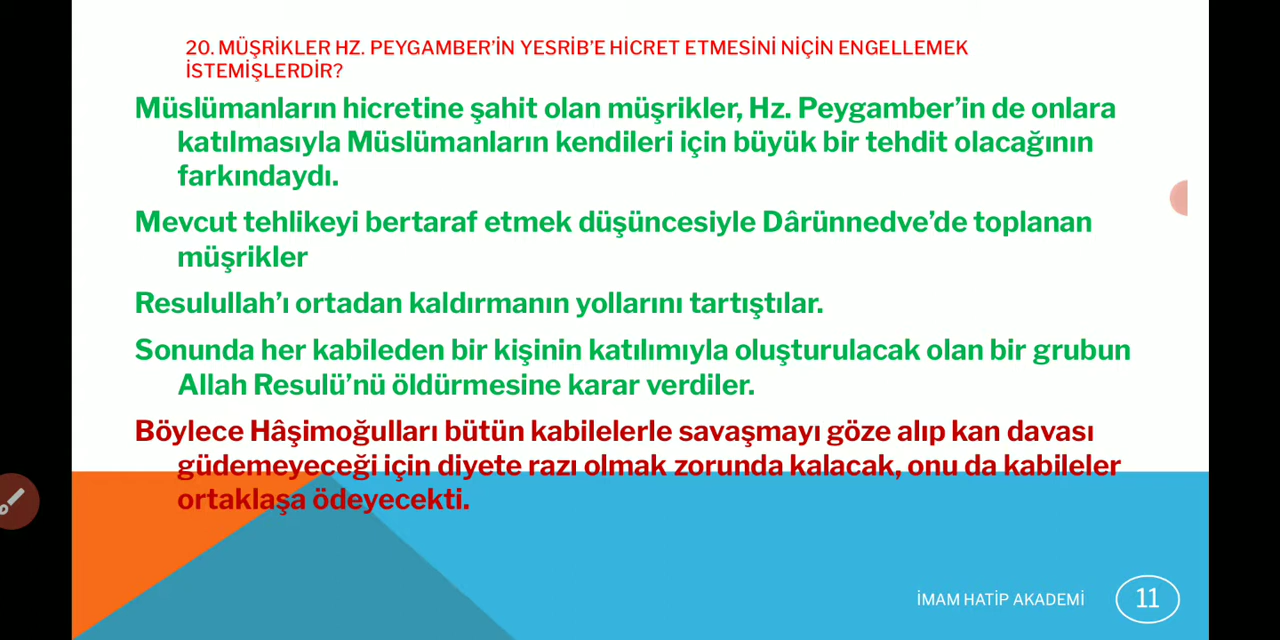 20. MÜŞRİKLER HZ. PEYGAMBER’İN YESRİB’E HİCRET ETMESİNİ NİÇİN ENGELLEMEK
İSTEMİŞLERDİR?
Müslümanların hicretine şahit olan müşrikler, Hz. Peygamber’in de onlara
katılmasıyla Müslümanların kendileri için büyük bir tehdit olacağının
farkındaydı.
Mevcut tehlikeyi bertaraf etmek düşüncesiyle Dârünnedve’de toplanan
müşrikler
Resulullah’ı ortadan kaldırmanın yollarını tartıştılar.
Sonunda her kabileden bir kişinin katılımıyla oluşturulacak olan bir grubun
Allah Resulü’nü öldürmesine karar verdiler.
Böylece Hâşimoğulları bütün kabilelerle savaşmayı göze alıp kan davası
güdemeyeceği için diyete razı olmak zorunda kalacak, onu da kabileler
ortaklaşa ödeyecekti.
İMAM HATİP AKADEMİ
11